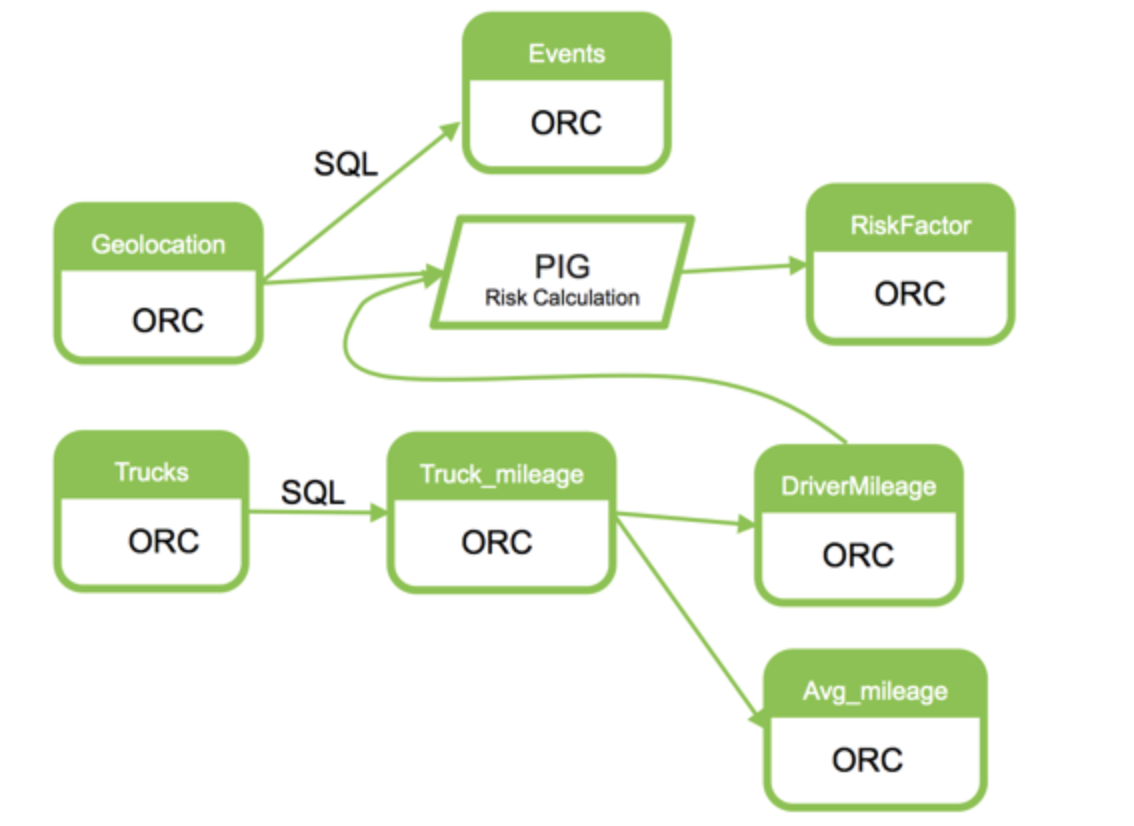 Events
ORC
SQL
Geolocation
ORC
PIG
Risk Calculation
RiskFactor
ORC
Trucks
ORC
SQL
Truck_mileage
ORC
DriverMileage
ORC
Avg_mileage
ORC